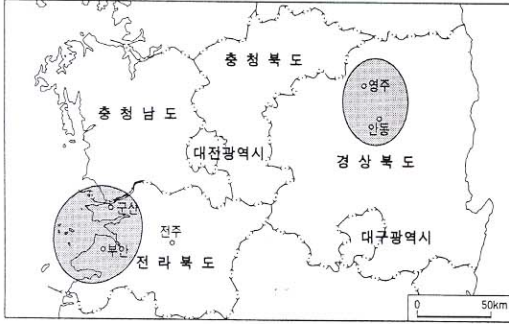 충청북도
영주
충청남도
안동
대전광역시
경상북도
군산
전주
대구광역시
부안
전라북도
0 50km